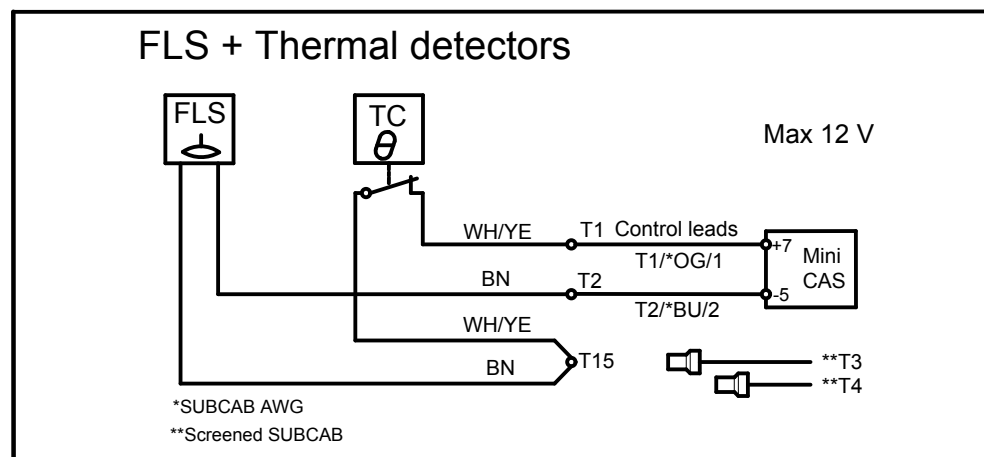 FLS + Thermal detectors
FLS
TC
θ
Max 12 V
WH/YE
T1
Control leads
+7
Mini
CAS
T1/*OG/1
BN
T2
-5
T2/*BU/2
WH/YE
T15
BN
**T3
**T4
*SUBCAB AWG
**Screened SUBCAB